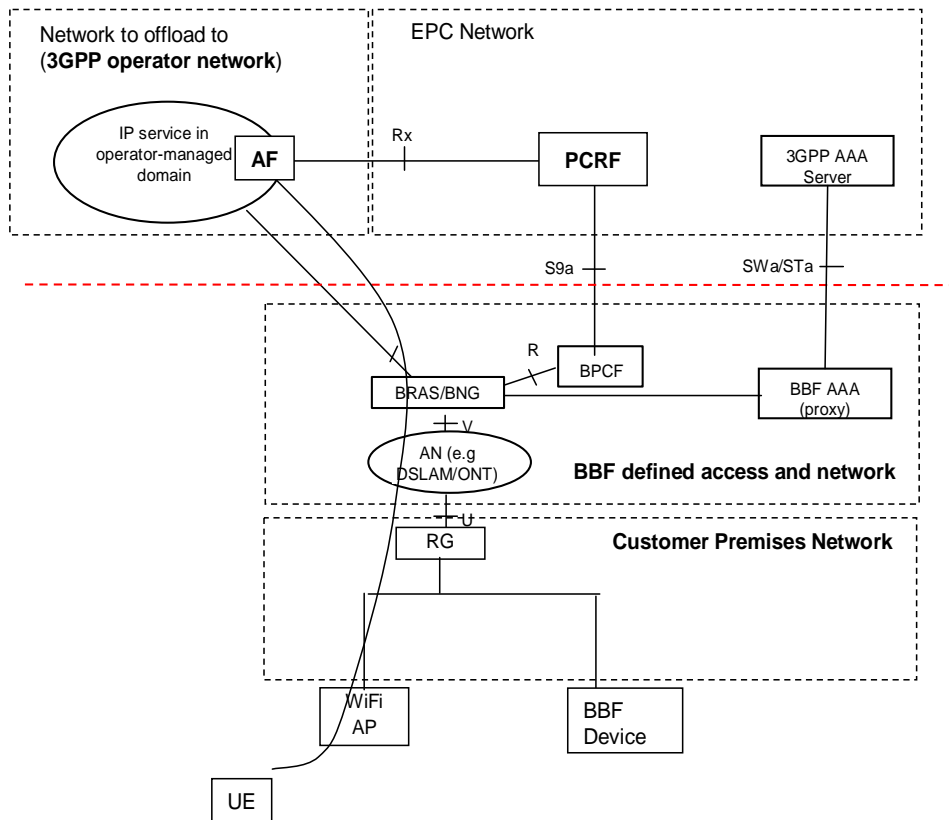 Network to offload to
(3GPP operator network)
EPC Network
IP service in
operator-managed
domain
AF
Rx
PCRF
3GPP AAA
Server
S9a
SWa/STa
R
BPCF
BRAS/BNG
BBF AAA
(proxy)
V
AN (e.g
DSLAM/ONT)
BBF defined access and network
U
RG
Customer Premises Network
WiFi
AP
BBF
Device
UE